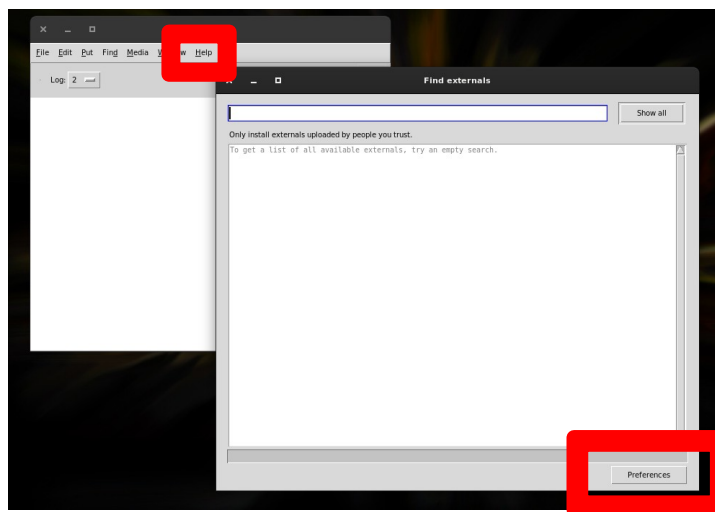 File Edit Put Find Media w Help
Log: 2
Find externals
Show all
Only install externals uploaded by people you trust.
To get a list of all available externals, try an empty search.
Preferences